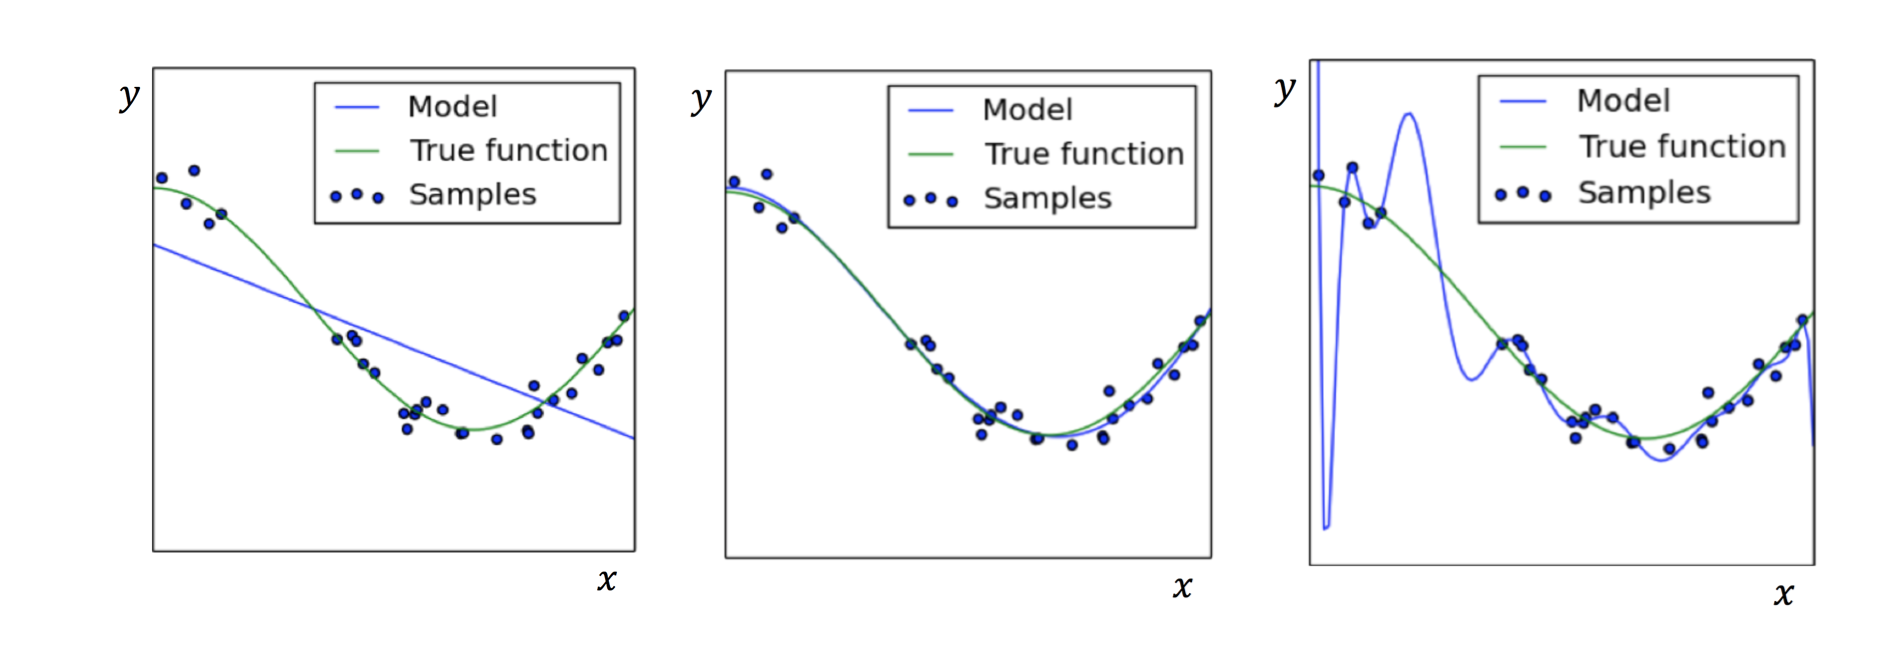 y
Model
True function
Samples
x
y
Model
True function
Samples
x
y
Model
True function
Samples
x